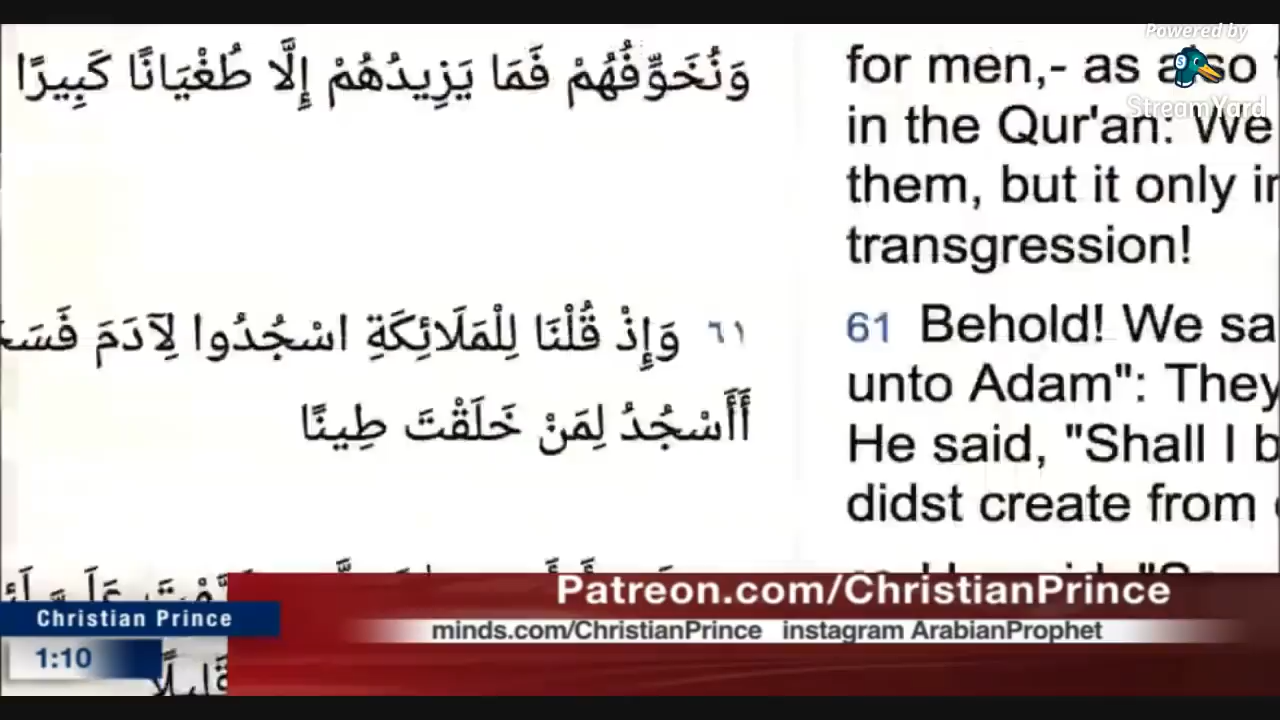 Powered by
StreamYard
وَنُخَوِّفُهُمْ فَمَا يَزِيدُهُمْ إِلَّا طُغْيَانًا كَبِيرًا
for men,- as also
in the Qur'an: We
them, but it only
transgression!
٦١ وَإِذْ قُلْنَا لِلْمَلَائِكَةِ اسْجُدُوا لِآدَمَ
أَأَسْجُدُ لِمَنْ خَلَقْتَ طِينًا
61 Behold! We
unto Adam": They
He said, "Shall I
didst create from
Patreon.com/ChristianPrince
Christian Prince
minds.com/ChristianPrince instagram ArabianProphet
1:10